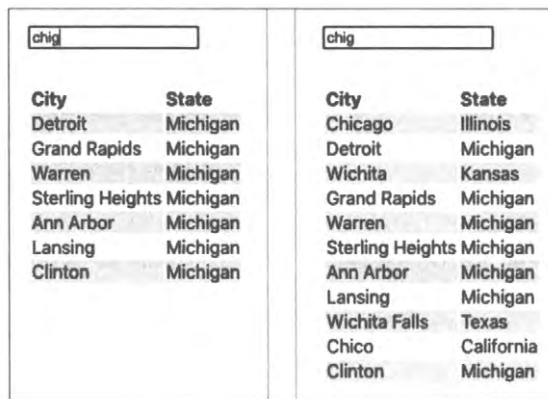 chig
City State
Detroit Michigan
Grand Rapids Michigan
Warren Michigan
Sterling Heights Michigan
Ann Arbor Michigan
Lansing Michigan
Clinton Michigan
chig
City State
Chicago Illinois
Detroit Michigan
Wichita Kansas
Grand Rapids Michigan
Warren Michigan
Sterling Heights Michigan
Ann Arbor Michigan
Lansing Michigan
Wichita Falls Texas
Chico California
Clinton Michigan